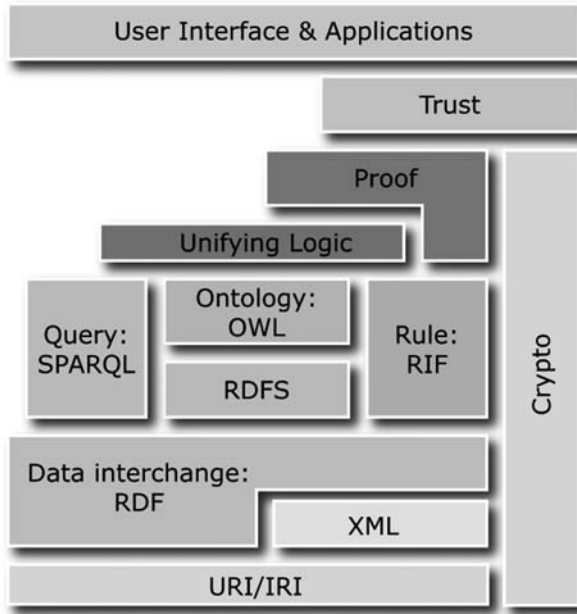 User Interface & Applications
Trust
Proof
Unifying Logic
Query:
SPARQL
Ontology:
OWL
RDFS
Rule:
RIF
Crypto
Data interchange:
RDF
XML
URI/IRI